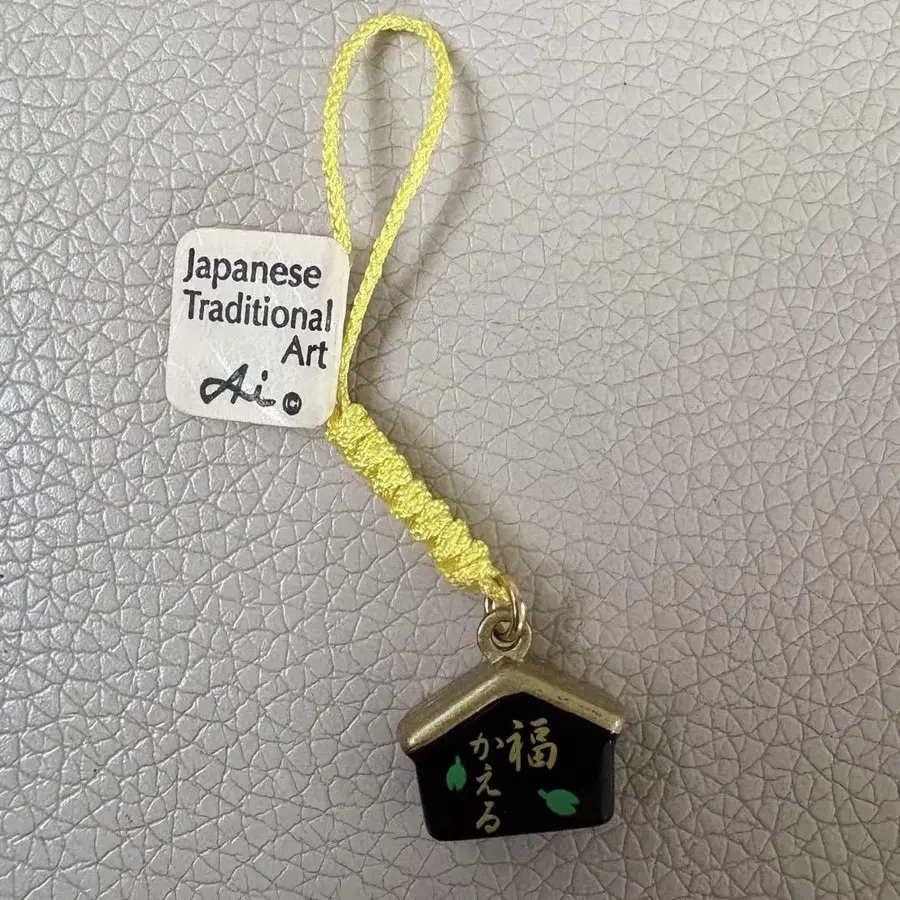 Japanese
Traditional
Art
Ai ©
福
かえる